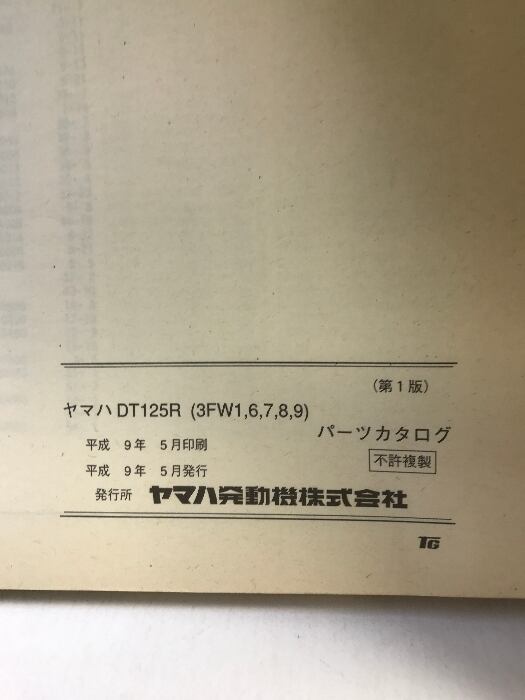 （第１版）
ヤマハ DT125R (3FW1,6,7,8,9)
パーツカタログ
平成　9年　5月印刷
不許複製
平成　9年　5月発行
発行所　ヤマハ発動機株式会社
TG